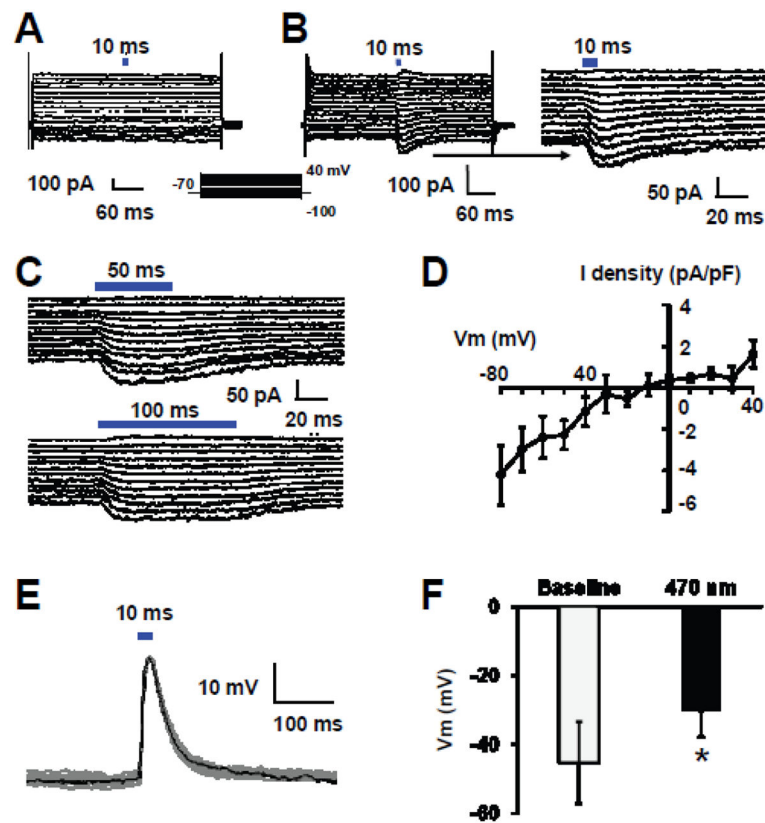 A
10 ms
100 pA
60 ms
-70
40 mV
-100
B
10 ms
100 pA
60 ms
10 ms
50 pA
20 ms
C
50 ms
50 pA
20 ms
100 ms
D
I density (pA/pF)
Vm (mV)
4
2
-80
40
0
40
-2
-4
-6
E
10 ms
10 mV
100 ms
F
Baseline 470 nm
0
-20
-40
-60
Vm (mV)
*